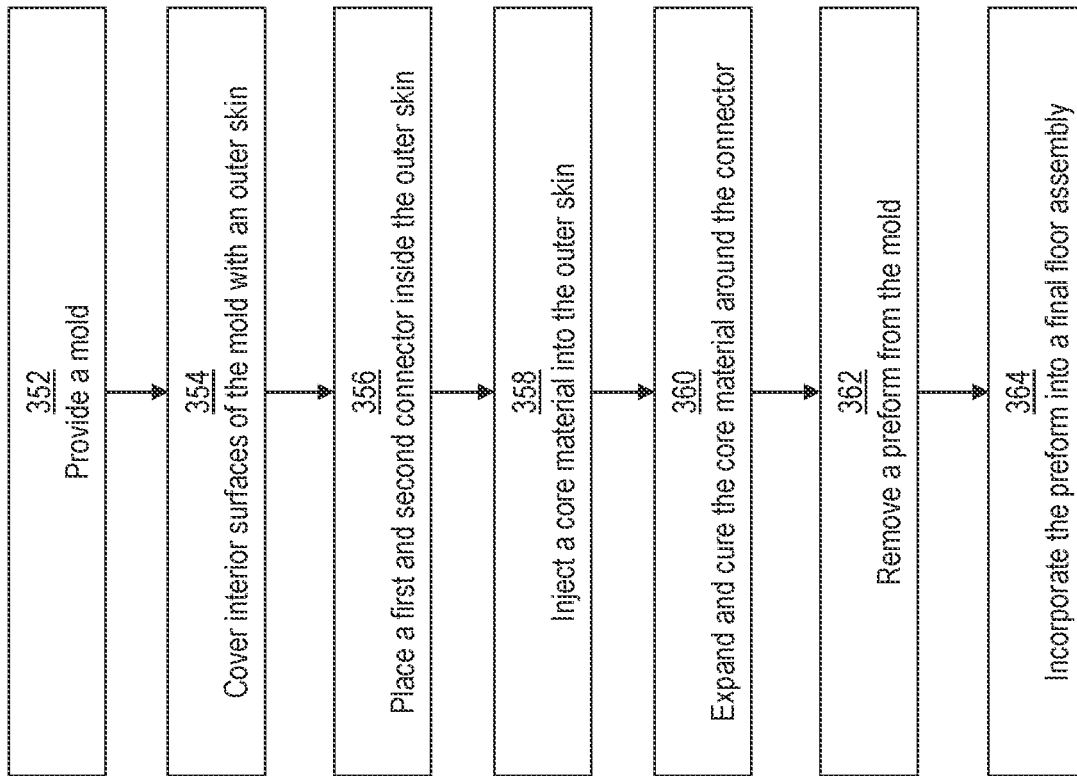 352
Provide a mold
354
Cover interior surfaces of the mold with an outer skin
356
Place a first and second connector inside the outer skin
358
Inject a core material into the outer skin
360
Expand and cure the core material around the connector
362
Remove a preform from the mold
364
Incorporate the preform into a final floor assembly